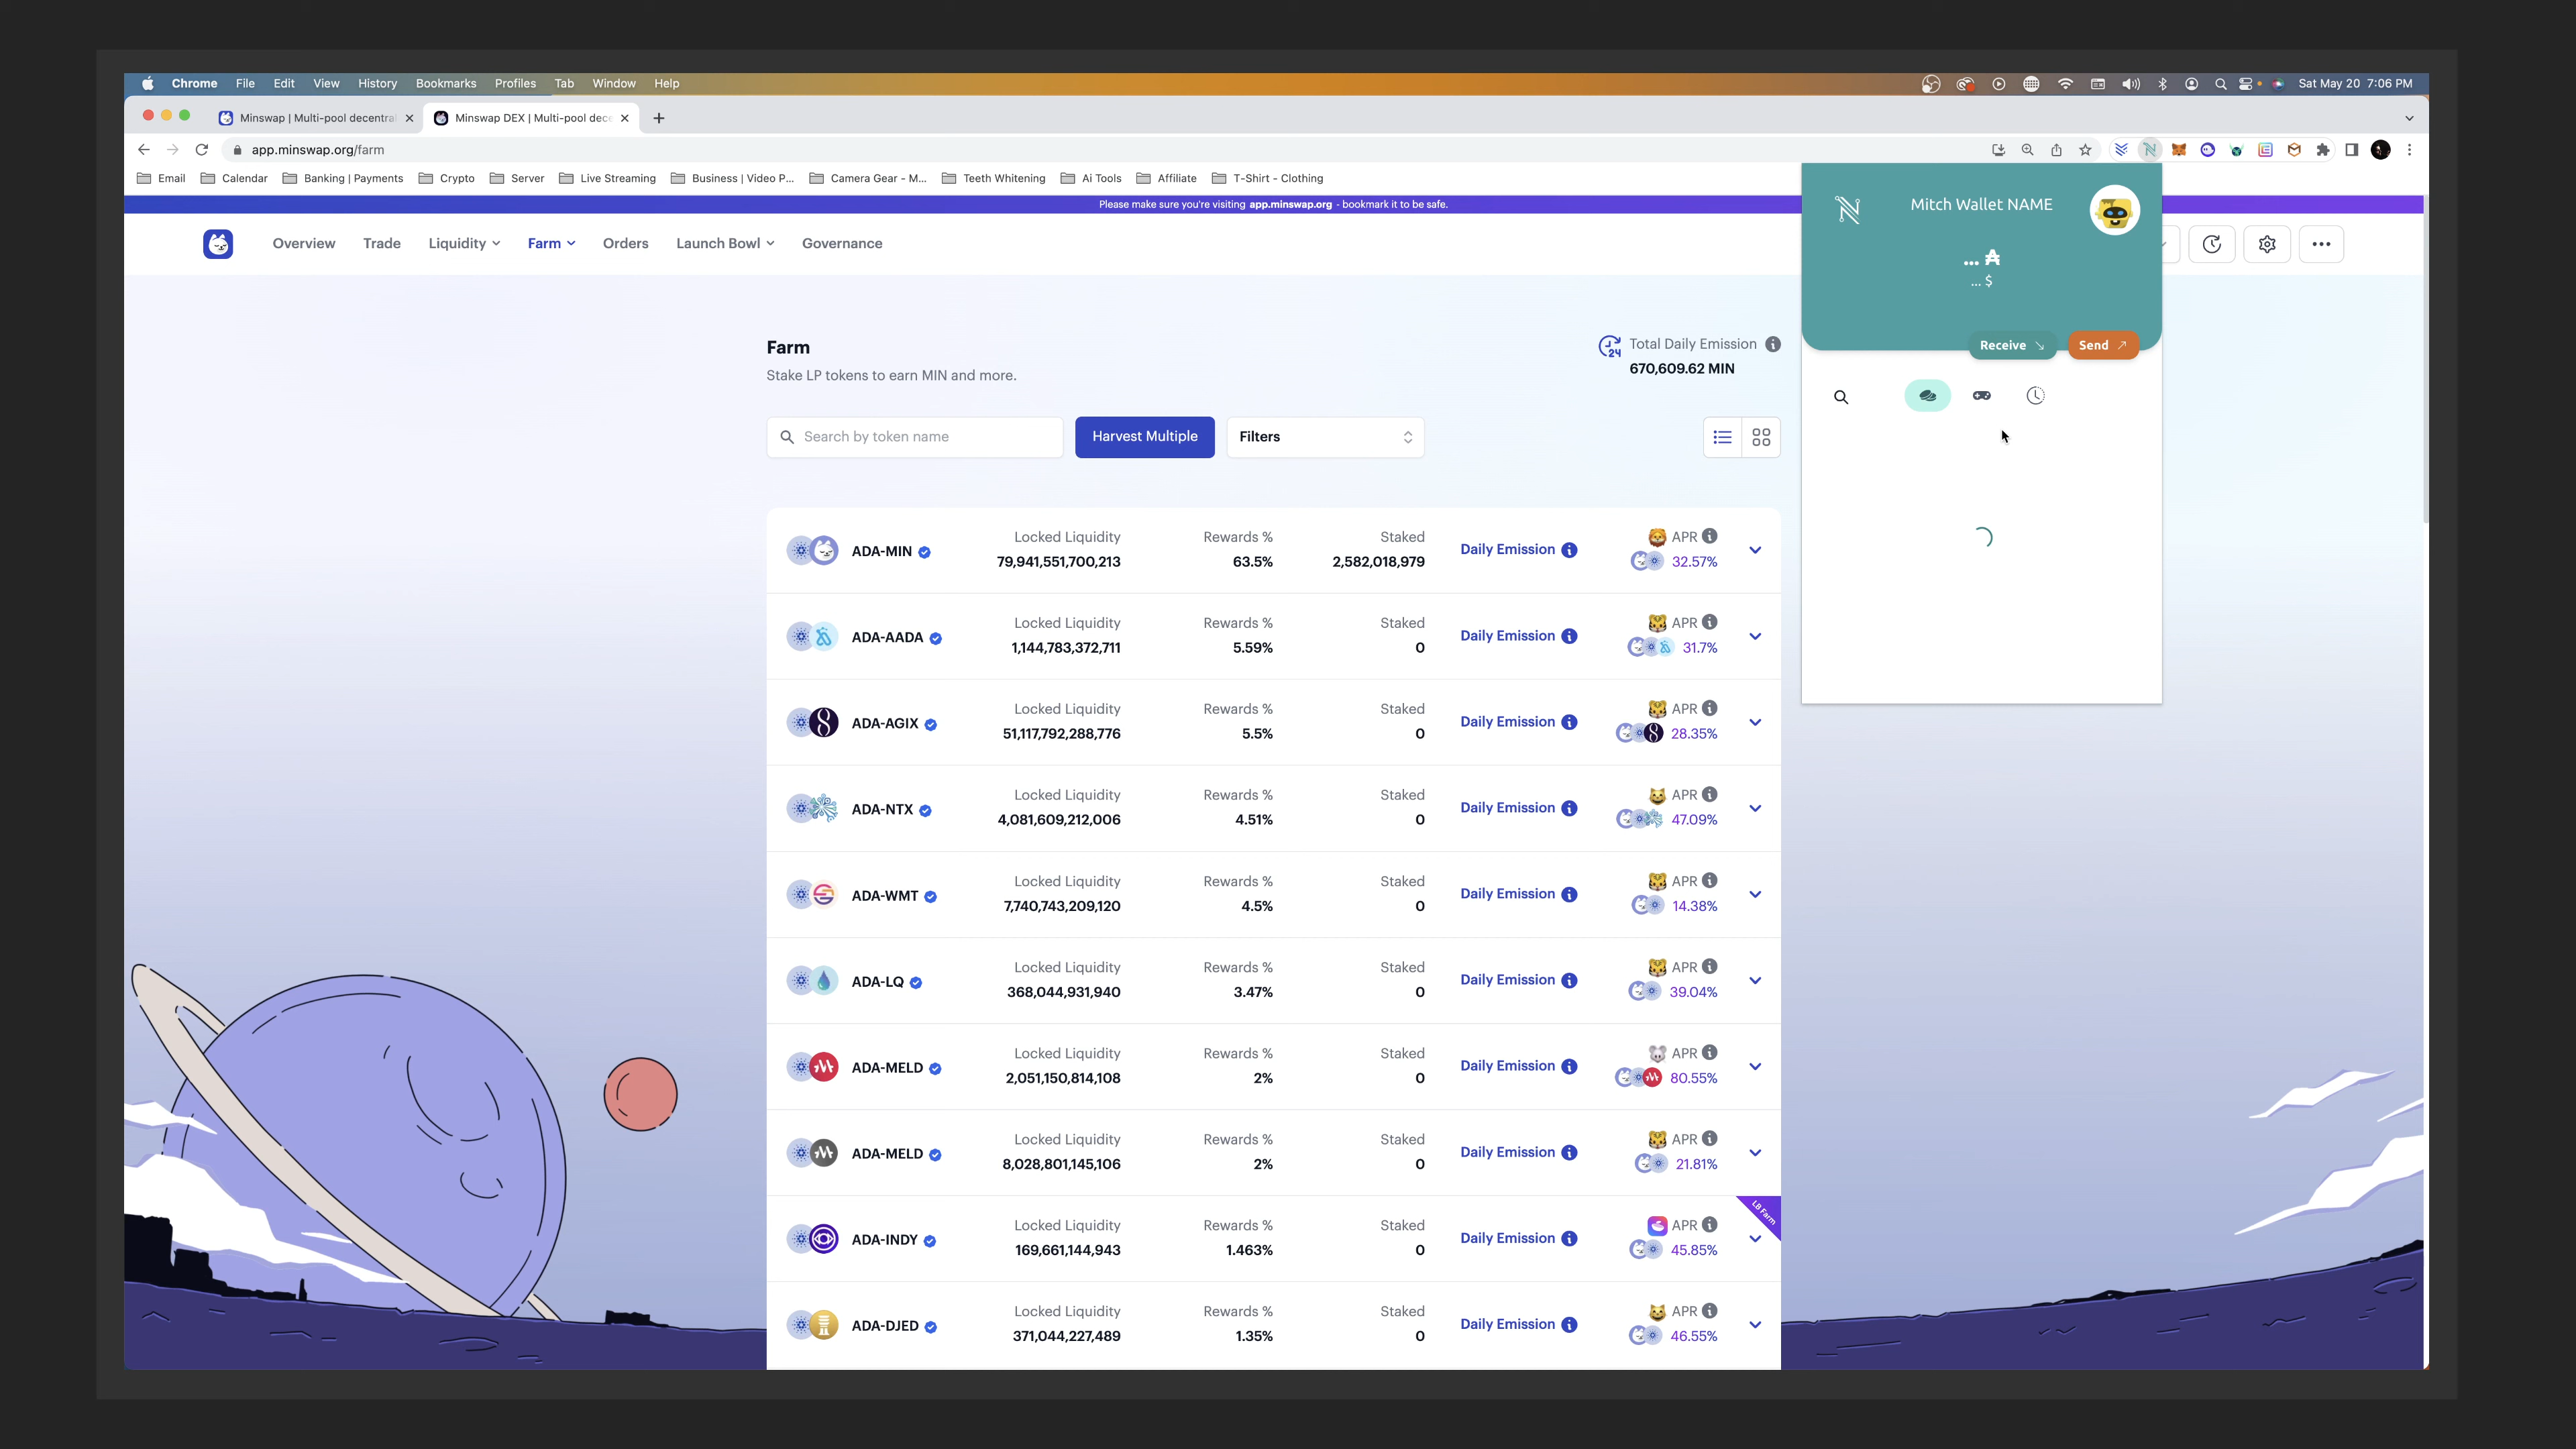 Chrome File Edit View History Bookmarks Profiles Tab Window Help Sat May 20 7:06 PM
Minswap | Multi-pool decentral Minswap DEX | Multi-pool dece
app.minswap.org/farm
Email Calendar Banking | Payments Crypto Server Live Streaming Business | Video P... Camera Gear - M... Teeth Whitening Ai Tools Affiliate T-Shirt - Clothing
Please make sure you're visiting app.minswap.org - bookmark it to be safe.
Overview Trade Liquidity Farm Orders Launch Bowl Governance
Mitch Wallet NAME
... ₳
... $
Receive Send
Farm
Stake LP tokens to earn MIN and more.
24 Total Daily Emission
670,609.62 MIN
Search by token name Harvest Multiple Filters
ADA-MIN Locked Liquidity Rewards % Staked Daily Emission APR
79,941,551,700,213 63.5% 2,582,018,979 32.57%
ADA-AADA Locked Liquidity Rewards % Staked Daily Emission APR
1,144,783,372,711 5.59% 0 31.7%
ADA-AGIX Locked Liquidity Rewards % Staked Daily Emission APR
51,117,792,288,776 5.5% 0 28.35%
ADA-NTX Locked Liquidity Rewards % Staked Daily Emission APR
4,081,609,212,006 4.51% 0 47.09%
ADA-WMT Locked Liquidity Rewards % Staked Daily Emission APR
7,740,743,209,120 4.5% 0 14.38%
ADA-LQ Locked Liquidity Rewards % Staked Daily Emission APR
368,044,931,940 3.47% 0 39.04%
ADA-MELD Locked Liquidity Rewards % Staked Daily Emission APR
2,051,150,814,108 2% 0 80.55%
ADA-MELD Locked Liquidity Rewards % Staked Daily Emission APR
8,028,801,145,106 2% 0 21.81%
LB Farm
ADA-INDY Locked Liquidity Rewards % Staked Daily Emission APR
169,661,144,943 1.463% 0 45.85%
ADA-DJED Locked Liquidity Rewards % Staked Daily Emission APR
371,044,227,489 1.35% 0 46.55%